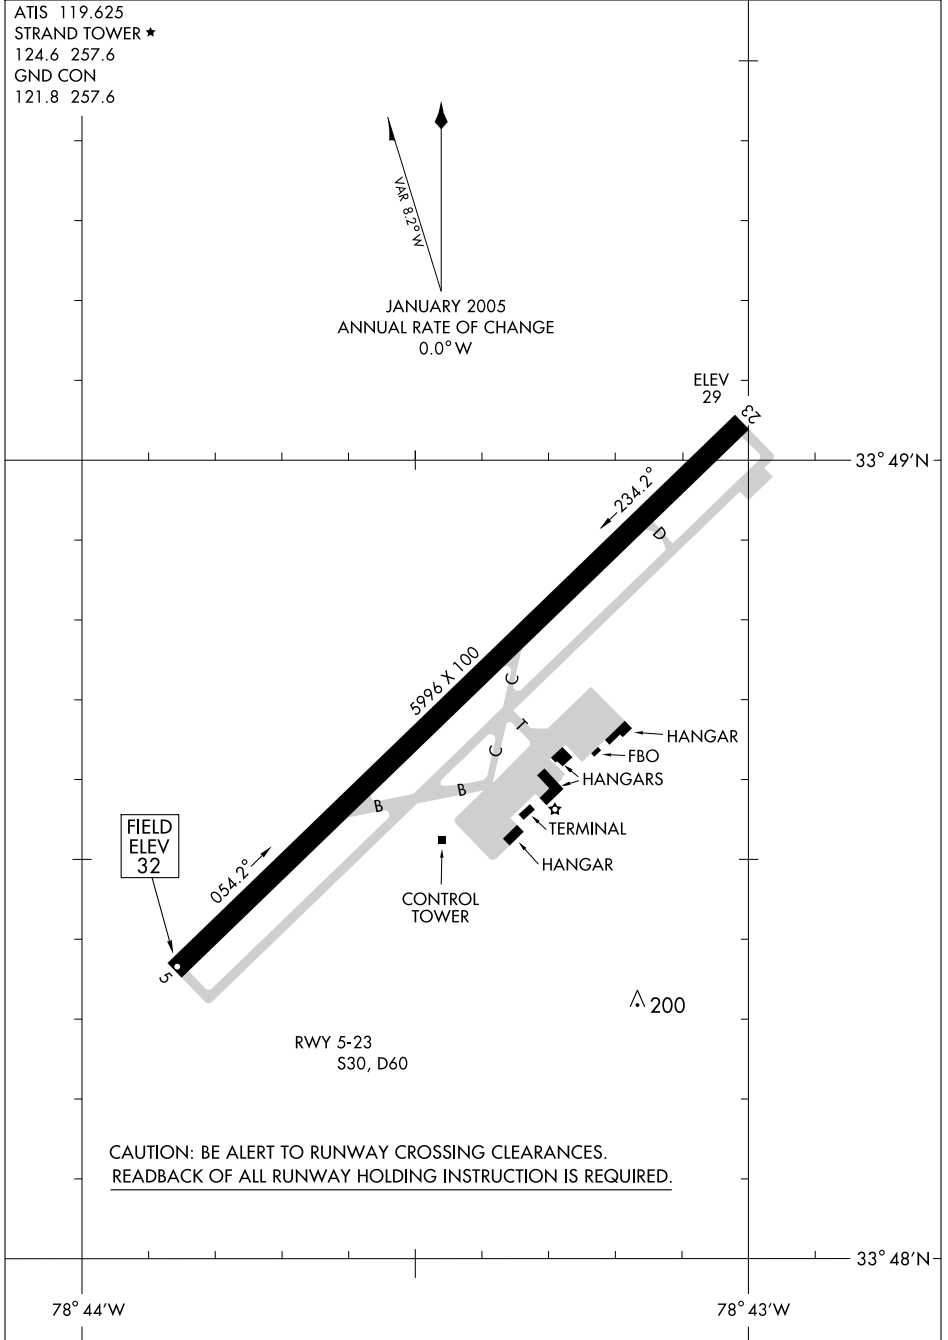 ATIS 119.625
STRAND TOWER ★
124.6 257.6
GND CON
121.8 257.6
VAR 8.2° W
JANUARY 2005
ANNUAL RATE OF CHANGE
0.0° W
ELEV
29
23
33° 49'N
234.2°
D
5996 X 100
C
T
C
HANGAR
FBO
HANGARS
B
B
TERMINAL
HANGAR
FIELD
ELEV
32
054.2°
CONTROL
TOWER
5
200
RWY 5-23
S30, D60
CAUTION: BE ALERT TO RUNWAY CROSSING CLEARANCES.
READBACK OF ALL RUNWAY HOLDING INSTRUCTION IS REQUIRED.
33° 48'N
78° 44'W
78° 43'W